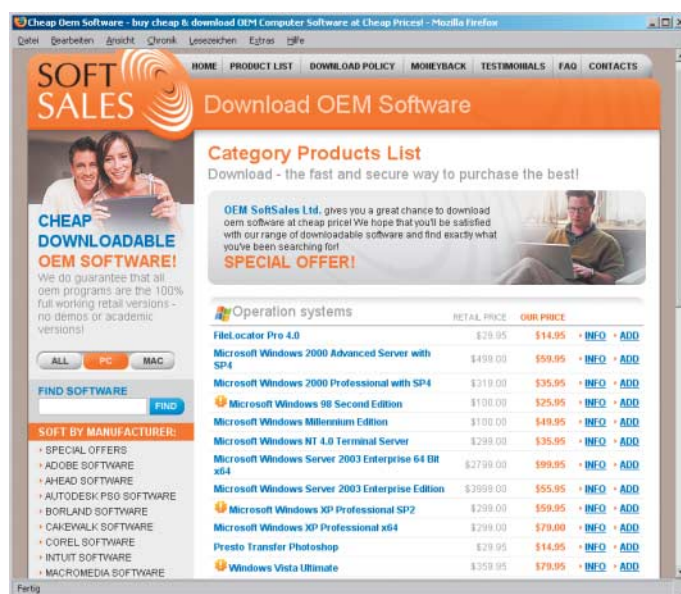 Cheap Oem Software - buy cheap & download OEM Computer Software at Cheap Prices! - Mozilla Firefox
Datei Bearbeiten Ansicht Chronik Lesezeichen Extras Hilfe
SOFT SALES
HOME PRODUCT LIST DOWNLOAD POLICY MONEYBACK TESTIMONIALS FAQ CONTACTS
Download OEM Software
CHEAP
DOWNLOADABLE
OEM SOFTWARE!
We do guarantee that all
oem programs are the 100%
full working retail versions -
no demos or academic
versions!
ALL PC MAC
FIND SOFTWARE
FIND
SOFT BY MANUFACTURER:
SPECIAL OFFERS
ADOBE SOFTWARE
AHEAD SOFTWARE
AUTODESK PSG SOFTWARE
BORLAND SOFTWARE
CAKEWALK SOFTWARE
COREL SOFTWARE
INTUIT SOFTWARE
MACROMEDIA SOFTWARE
Category Products List
Download - the fast and secure way to purchase the best!
OEM SoftSales Ltd. gives you a great chance to download
oem software at cheap price! We hope that you'll be satisfied
with our range of downloadable software and find exactly what
you've been searching for!
SPECIAL OFFER!
Operation systems RETAIL PRICE OUR PRICE
FileLocator Pro 4.0 $29.95 $14.95 INFO ADD
Microsoft Windows 2000 Advanced Server with
SP4 $499.00 $59.95 INFO ADD
Microsoft Windows 2000 Professional with SP4 $319.00 $35.95 INFO ADD
Microsoft Windows 98 Second Edition $100.00 $25.95 INFO ADD
Microsoft Windows Millennium Edition $100.00 $49.95 INFO ADD
Microsoft Windows NT 4.0 Terminal Server $299.00 $35.95 INFO ADD
Microsoft Windows Server 2003 Enterprise 64 Bit
x64 $2799.00 $99.95 INFO ADD
Microsoft Windows Server 2003 Enterprise Edition $3999.00 $55.95 INFO ADD
Microsoft Windows XP Professional SP2 $299.00 $59.95 INFO ADD
Microsoft Windows XP Professional x64 $299.00 $79.00 INFO ADD
Presto Transfer Photoshop $29.95 $14.95 INFO ADD
Windows Vista Ultimate $359.95 $79.95 INFO ADD
Fertig